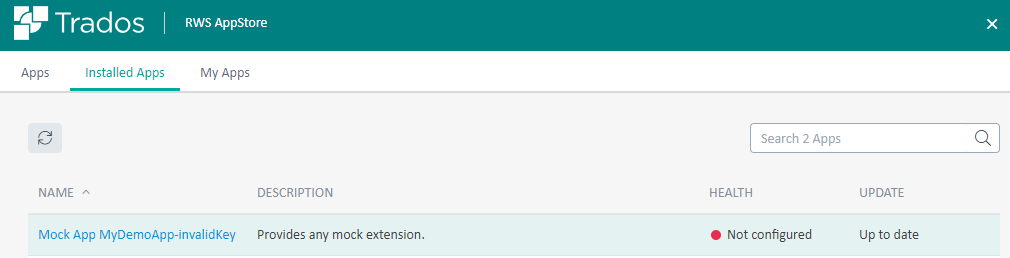 Trados RWS AppStore
Apps Installed Apps My Apps
Search 2 Apps
NAME DESCRIPTION HEALTH UPDATE
Mock App MyDemoApp-invalidKey Provides any mock extension. Not configured Up to date